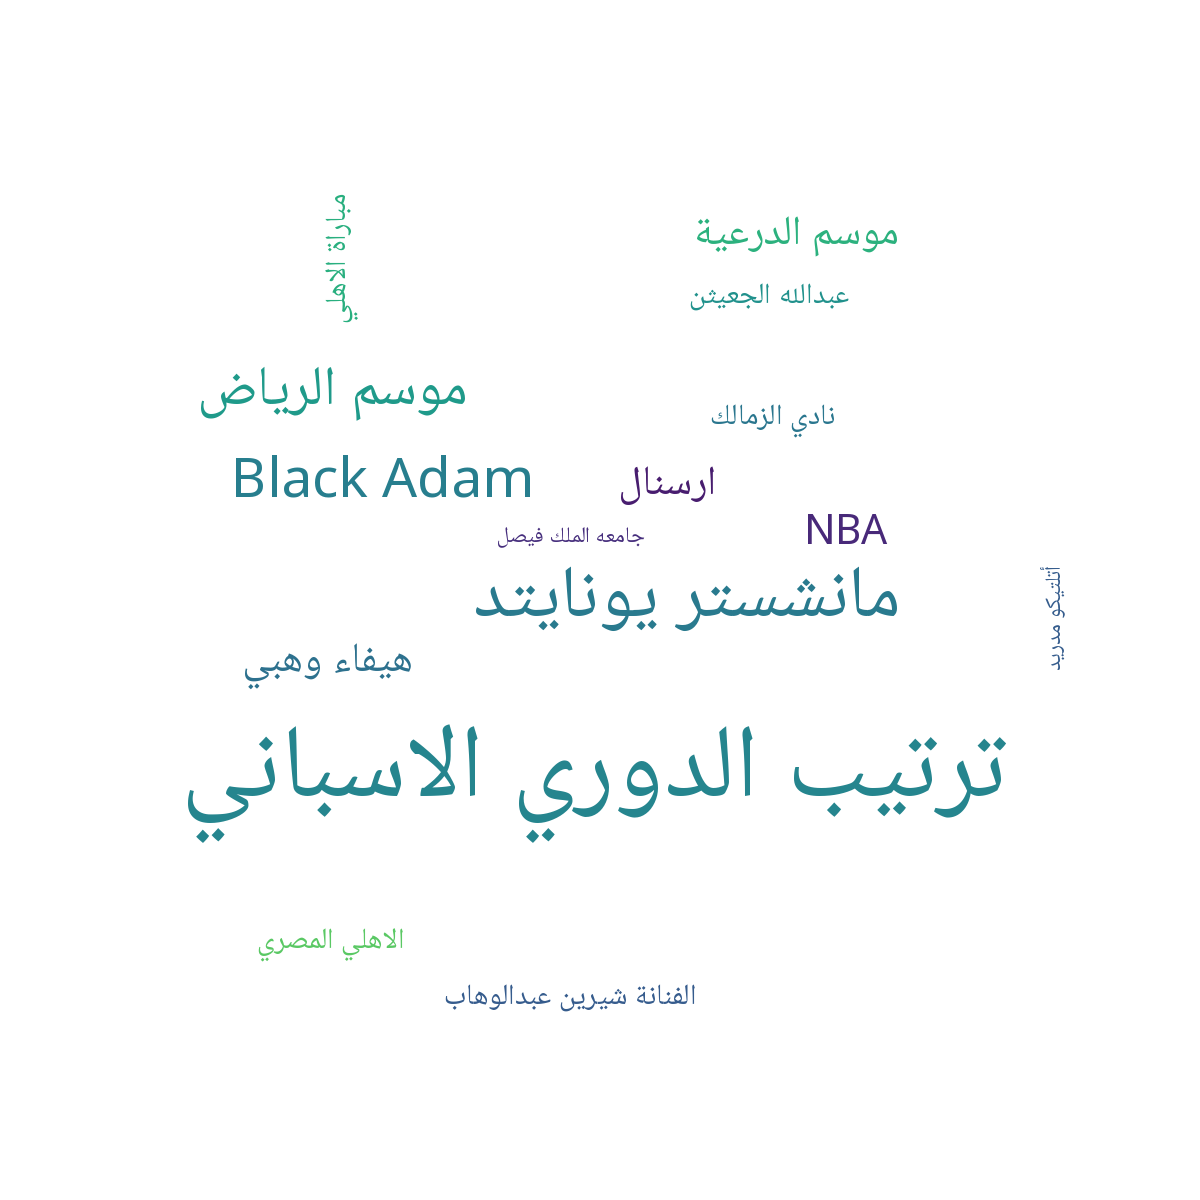 مباراة الاهلي
موسم الدرعية
عبدالله الجعيثن
موسم الرياض
نادي الزمالك
Black Adam
ارسنال
NBA
جامعه الملك فيصل
مانشستر يونايتد
أتلتيكو مدريد
هيفاء وهبي
ترتيب الدوري الاسباني
الاهلي المصري
الفنانة شيرين عبدالوهاب